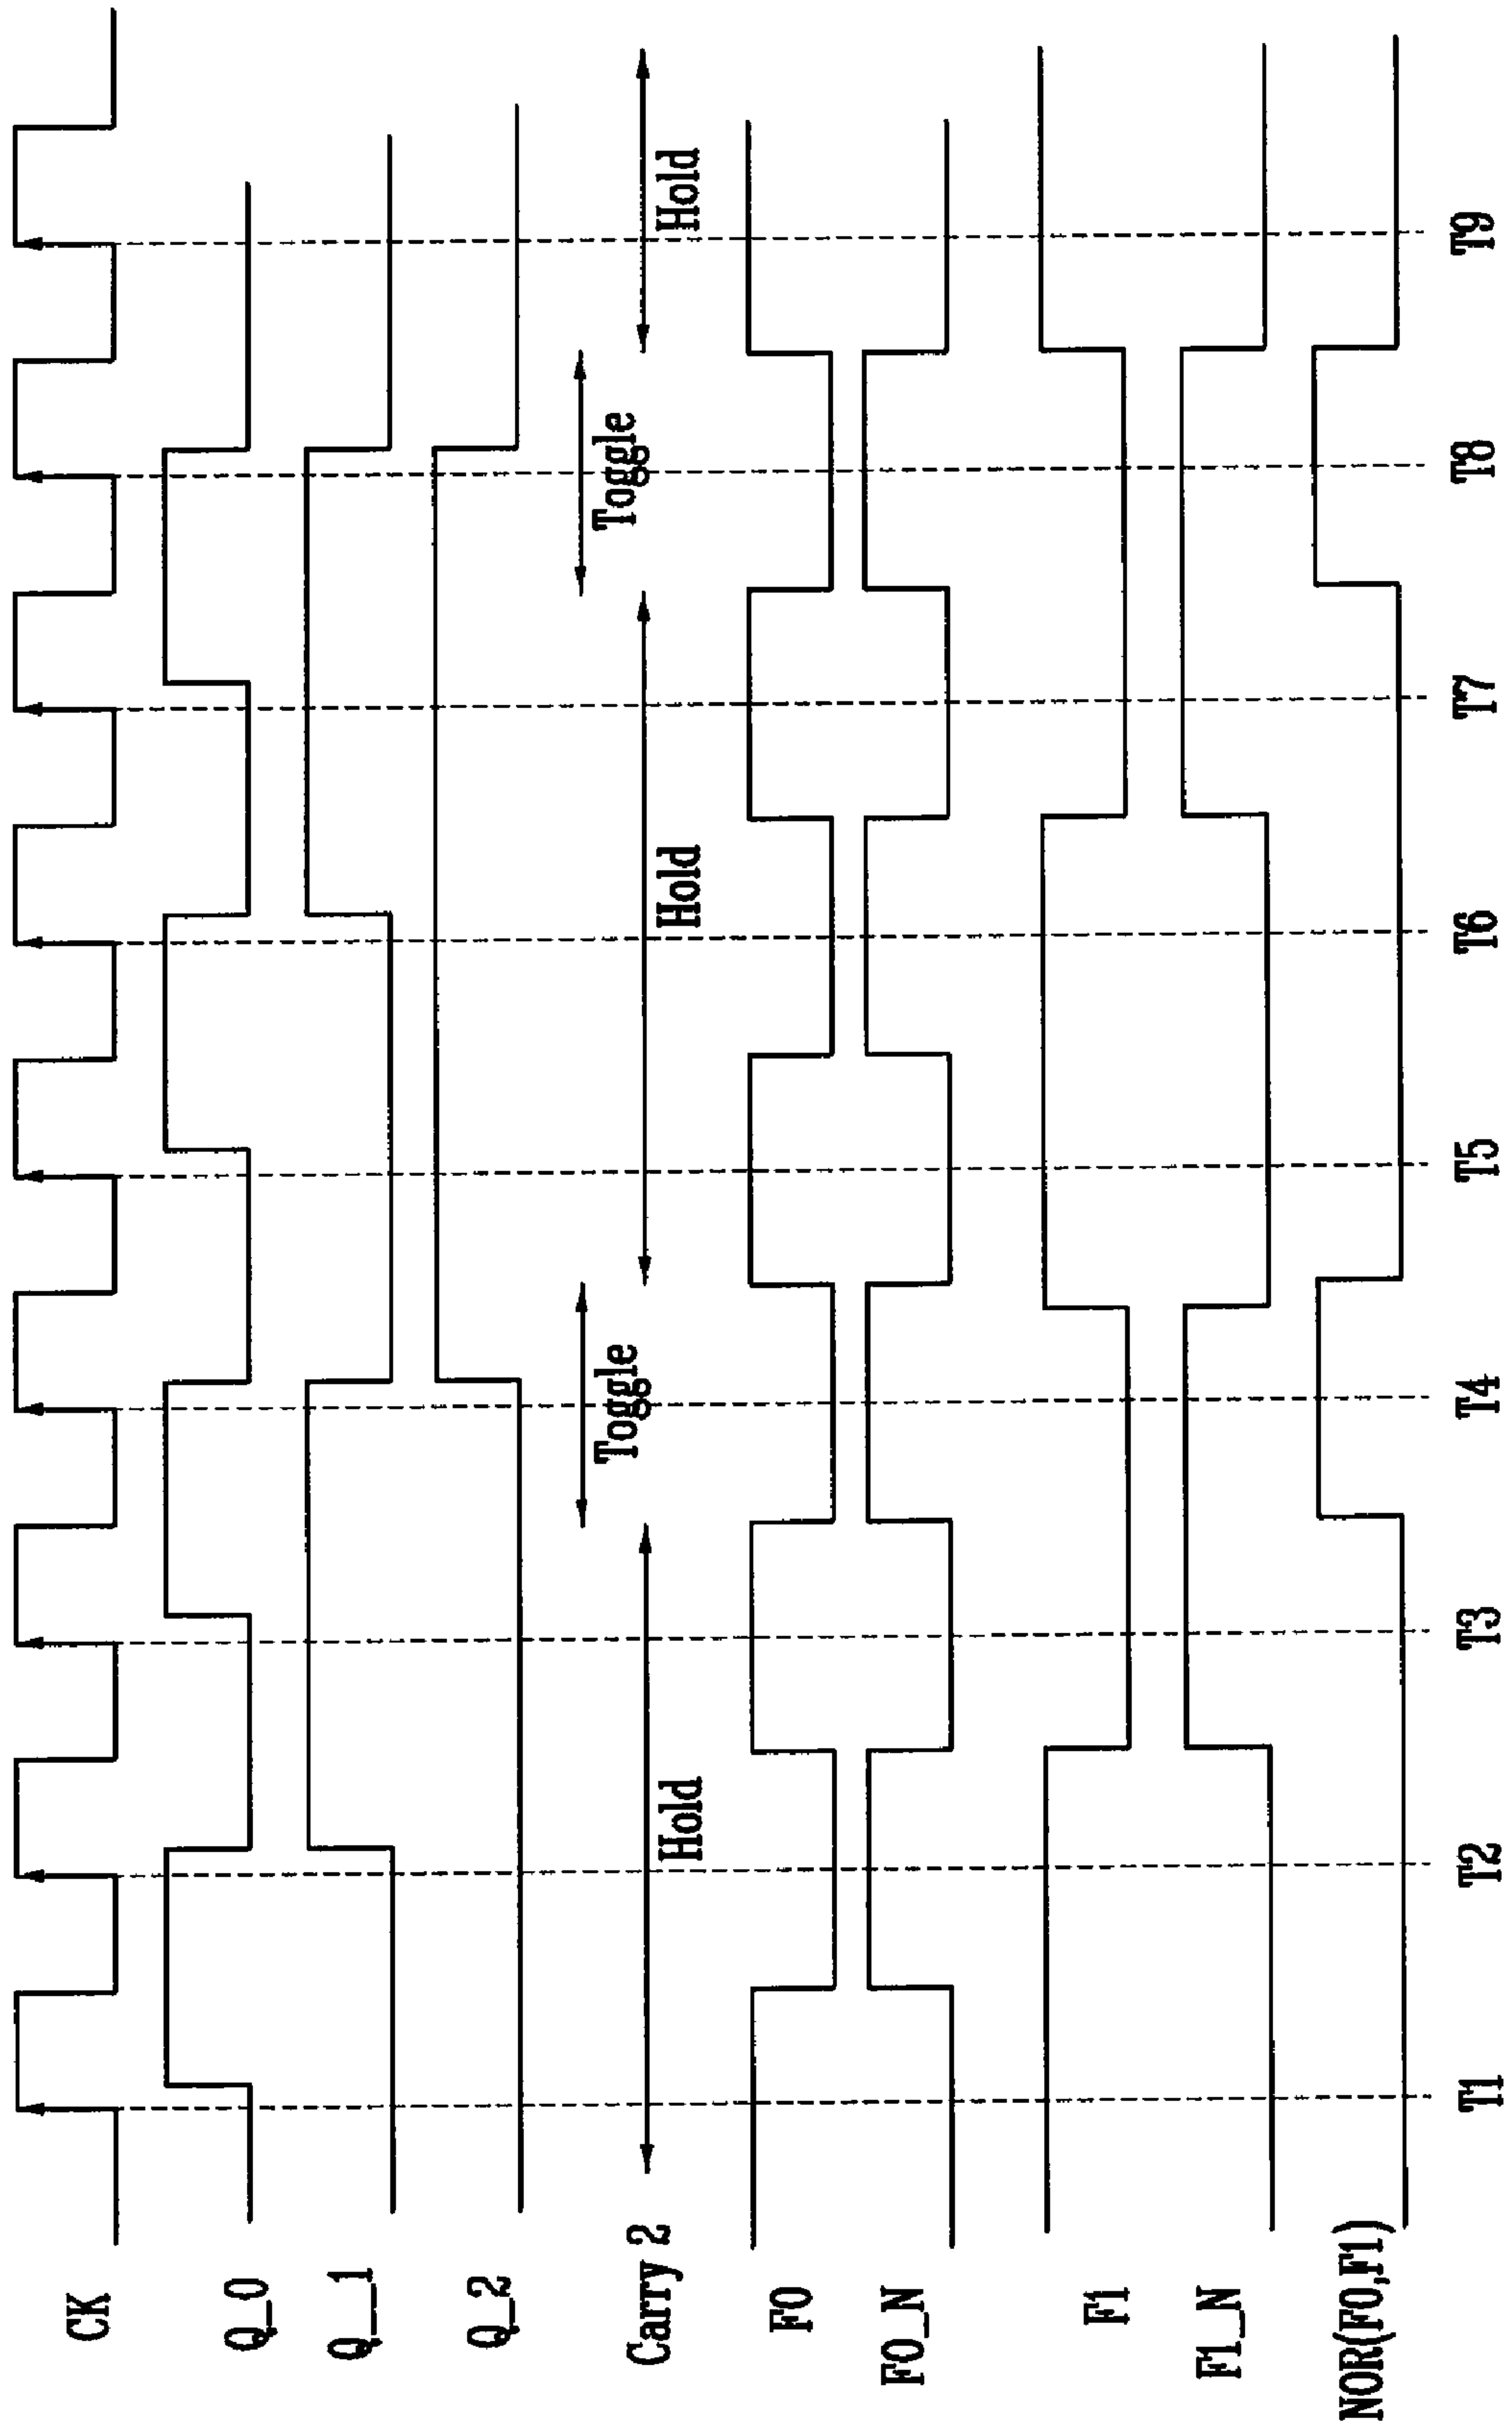 CK
Q_0
Q_1
Q_2
Carry 2
Hold
Toggle
Hold
Toggle
Hold
F0
F0_N
F1
F1_N
NOR(F0,F1)
T1
T2
T3
T4
T5
T6
T7
T8
T9